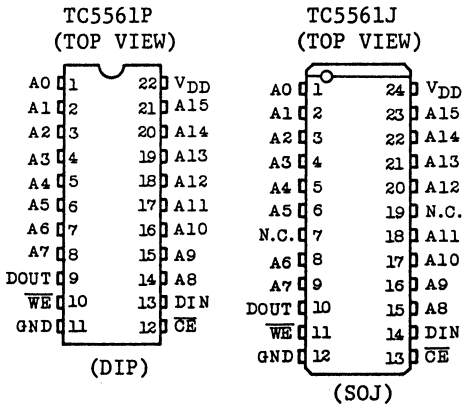 TC5561P
(TOP VIEW)
A0 1 22 VDD
A1 2 21 A15
A2 3 20 A14
A3 4 19 A13
A4 5 18 A12
A5 6 17 A11
A6 7 16 A10
A7 8 15 A9
DOUT 9 14 A8
WE 10 13 DIN
GND 11 12 CE
(DIP)
TC5561J
(TOP VIEW)
A0 1 24 VDD
A1 2 23 A15
A2 3 22 A14
A3 4 21 A13
A4 5 20 A12
A5 6 19 N.C.
N.C. 7 18 A11
A6 8 17 A10
A7 9 16 A9
DOUT 10 15 A8
WE 11 14 DIN
GND 12 13 CE
(SOJ)